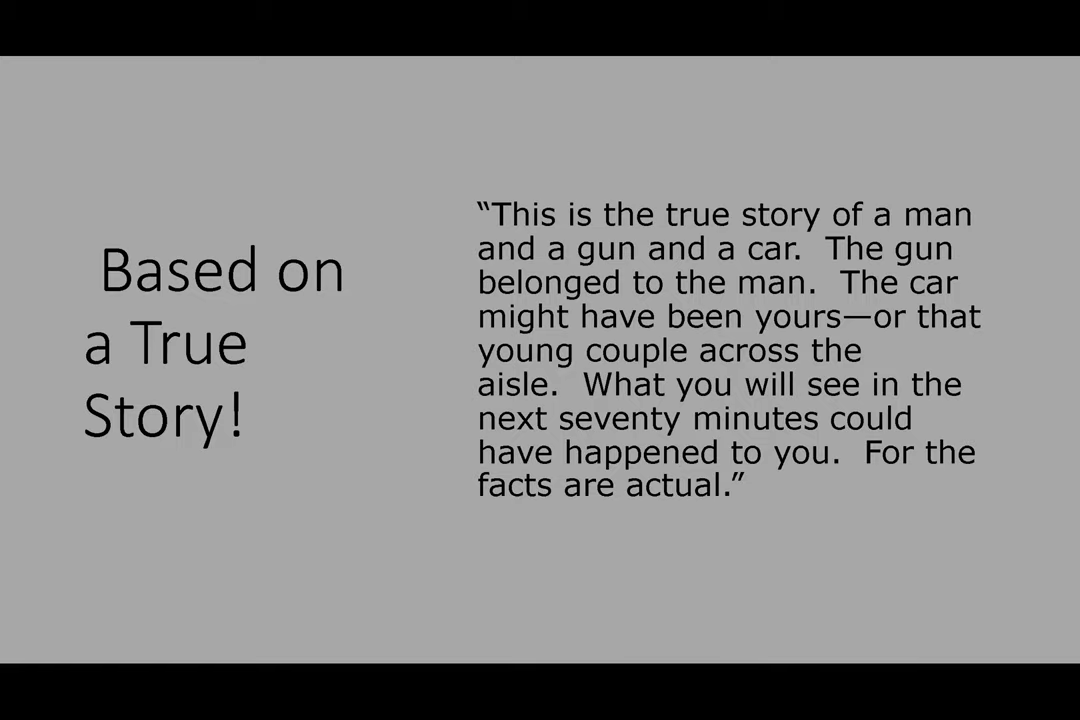 Based on
a True
Story!
“This is the true story of a man
and a gun and a car.  The gun
belonged to the man.  The car
might have been yours—or that
young couple across the
aisle.  What you will see in the
next seventy minutes could
have happened to you.  For the
facts are actual.”